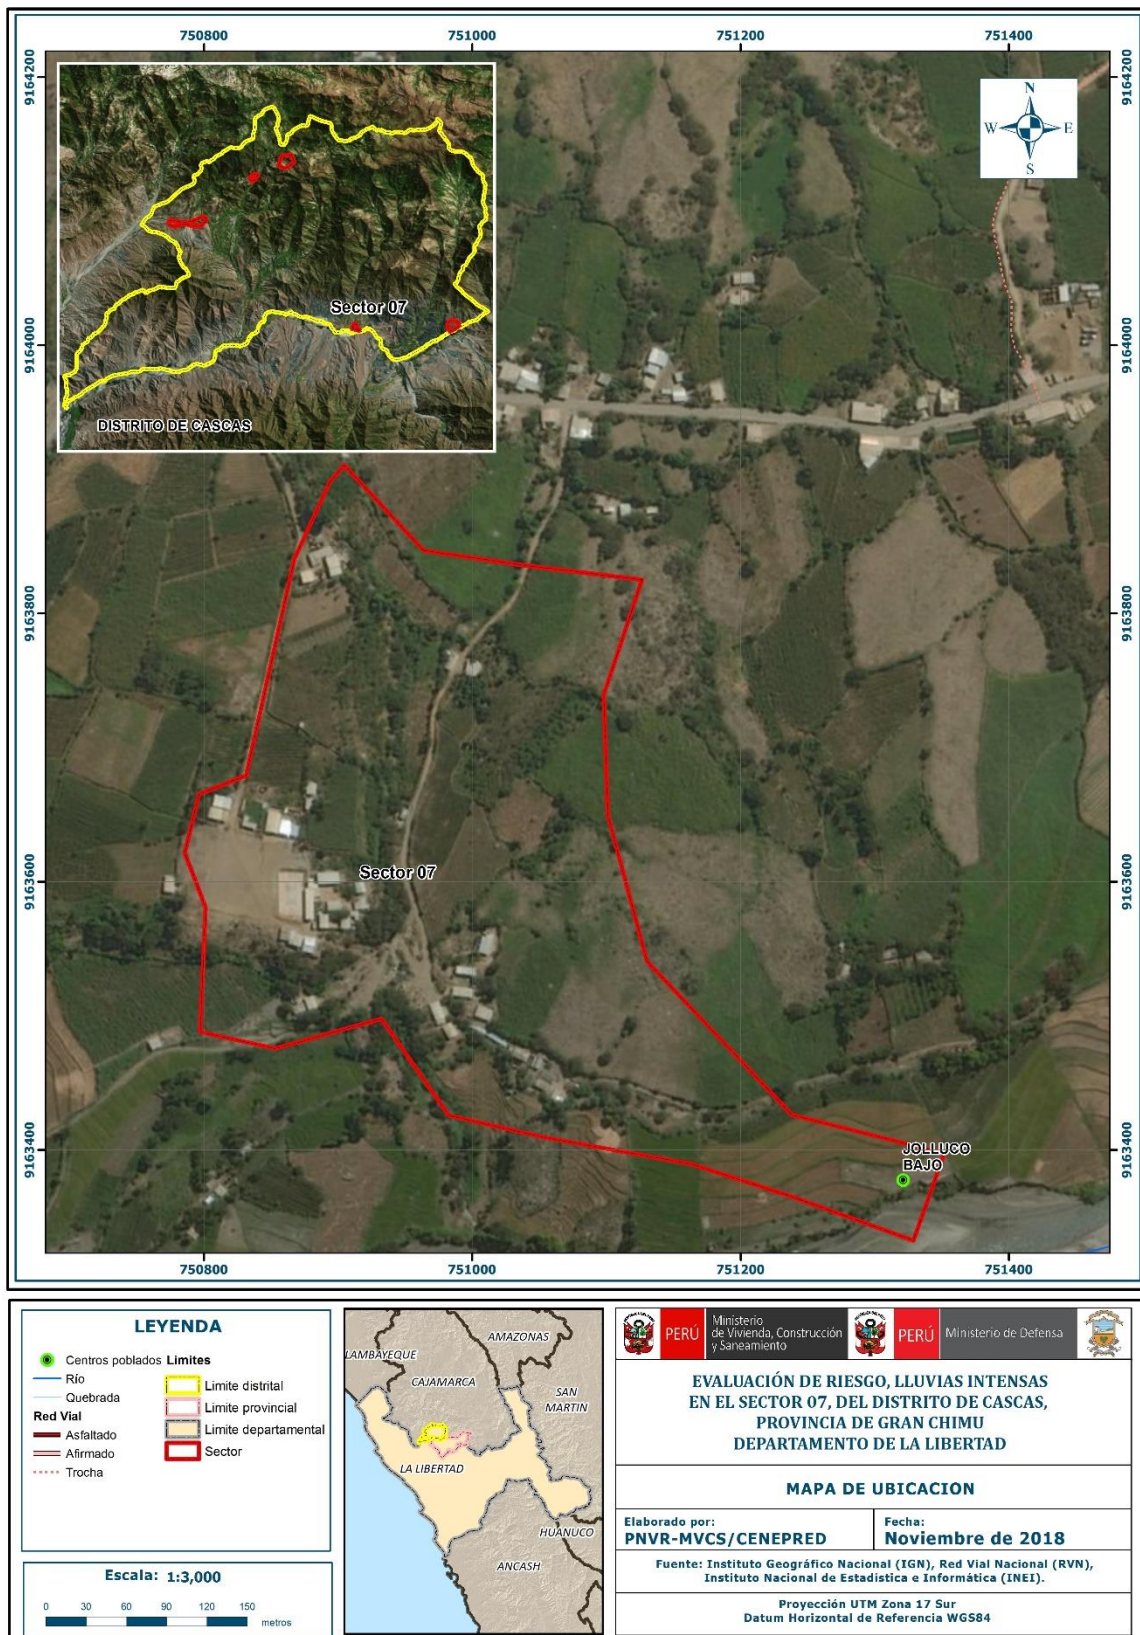 750800
751000
751200
751400
9164200
9164200
N
W
E
S
Sector 07
DISTRITO DE CASCAS
9164000
9164000
9163800
9163800
Sector 07
9163600
9163600
JOLLUCO
BAJO
9163400
9163400
750800
751000
751200
751400
LEYENDA
Centros poblados
Río
Quebrada
Red Vial
Asfaltado
Afirmado
Trocha
Limites
Limite distrital
Limite provincial
Limite departamental
Sector
Escala: 1:3,000
0 30 60 90 120 150
metros
AMAZONAS
LAMBAYEQUE
CAJAMARCA
SAN
MARTIN
LA LIBERTAD
HUANUCO
ANCASH
PERÚ
Ministerio
de Vivienda, Construcción
y Saneamiento
PERÚ
Ministerio de Defensa
EVALUACIÓN DE RIESGO, LLUVIAS INTENSAS
EN EL SECTOR 07, DEL DISTRITO DE CASCAS,
PROVINCIA DE GRAN CHIMU
DEPARTAMENTO DE LA LIBERTAD
MAPA DE UBICACION
Elaborado por:
PNVR-MVCS/CENEPRED
Fecha:
Noviembre de 2018
Fuente: Instituto Geográfico Nacional (IGN), Red Vial Nacional (RVN),
Instituto Nacional de Estadística e Informática (INEI).
Proyección UTM Zona 17 Sur
Datum Horizontal de Referencia WGS84